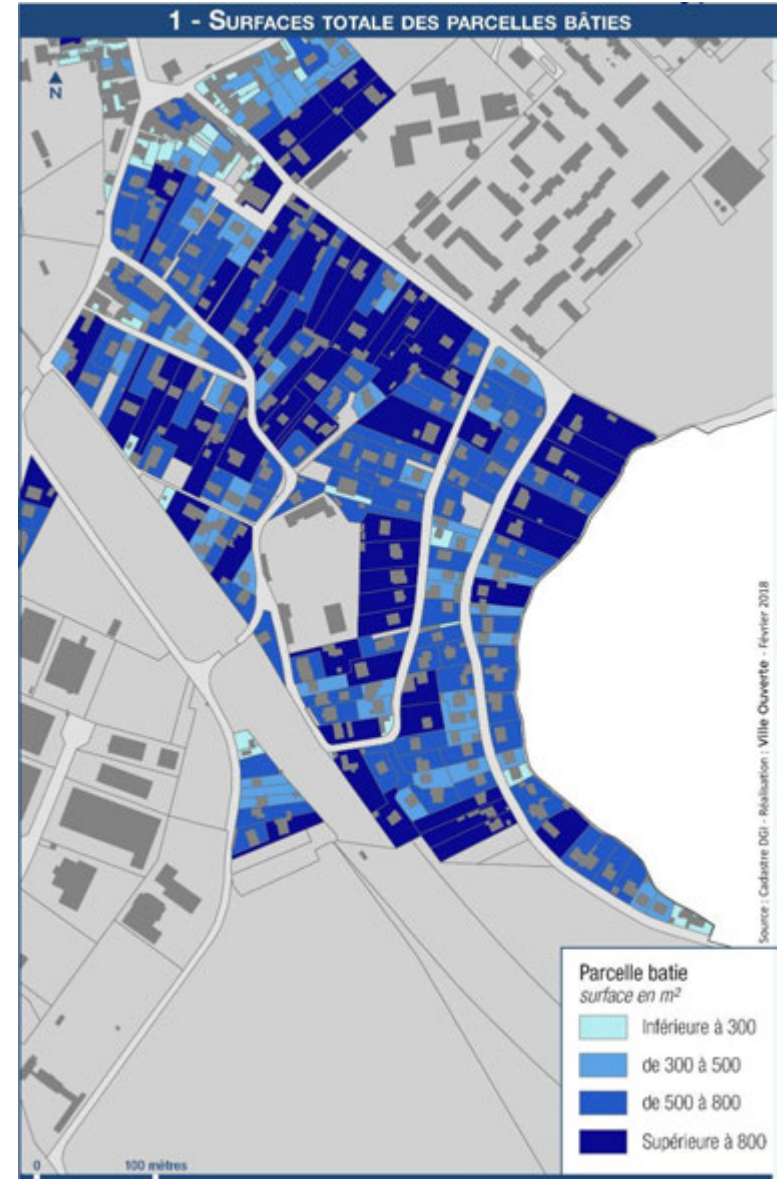 1 - SURFACES TOTALE DES PARCELLES BÂTIES
N
Source : Cadastre DGI - Réalisation : Ville Ouverte - Février 2018
Parcelle batie
surface en m²
Inférieure à 300
de 300 à 500
de 500 à 800
Supérieure à 800
0 100 mètres